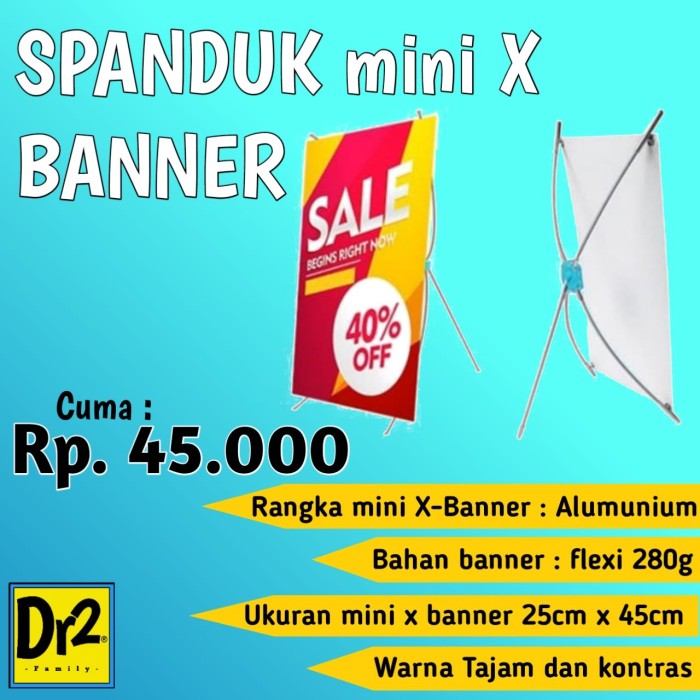 SPANDUK mini X
BANNER
SALE
BEGINS RIGHT NOW
40%
OFF
Cuma :
Rp. 45.000
Rangka mini X-Banner : Alumunium
Bahan banner : flexi 280g
Ukuran mini x banner 25cm x 45cm
Warna Tajam dan kontras
Dr2®
- Family -